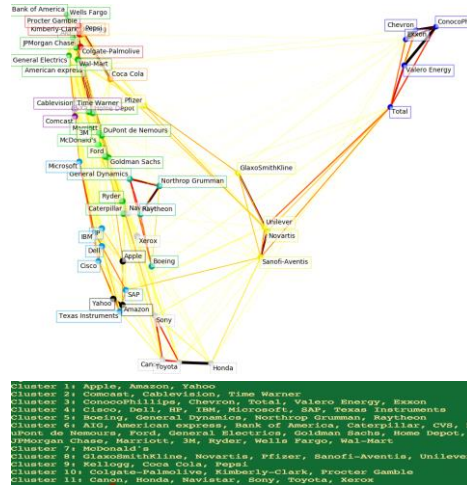 Bank of America
Wells Fargo
Procter Gamble
Kimberly-Clark
Pepsi
JPMorgan Chase
Colgate-Palmolive
General Electrics
Wal-Mart
American express
Coca Cola
Cablevision
Time Warner
Home Depot
Pfizer
Comcast
3M
DuPont de Nemours
McDonald's
Ford
Goldman Sachs
Microsoft
General Dynamics
Northrop Grumman
Ryder
Caterpillar
Raytheon
IBM
Xerox
Dell
Cisco
Apple
Boeing
SAP
Yahoo
Amazon
Texas Instruments
Sony
Toyota
Honda
GlaxoSmithKline
Unilever
Novartis
Sanofi-Aventis
Chevron
Exxon
Valero Energy
Total
Cluster 1: Apple, Amazon, Yahoo
Cluster 2: Comcast, Cablevision, Time Warner
Cluster 3: ConocoPhillips, Chevron, Total, Valero Energy, Exxon
Cluster 4: Cisco, Dell, HP, IBM, Microsoft, SAP, Texas Instruments
Cluster 5: Boeing, General Dynamics, Northrop Grumman, Raytheon
Cluster 6: AIG, American express, Bank of America, Caterpillar, CVS,
DuPont de Nemours, Ford, General Electrics, Goldman Sachs, Home Depot,
JPMorgan Chase, Marriott, 3M, Ryder, Wells Fargo, Wal-Mart
Cluster 7: McDonald's
Cluster 8: GlaxoSmithKline, Novartis, Pfizer, Sanofi-Aventis, Unilever
Cluster 9: Kellogg, Coca Cola, Pepsi
Cluster 10: Colgate-Palmolive, Kimberly-Clark, Procter Gamble
Cluster 11: Canon, Honda, Navistar, Sony, Toyota, Xerox